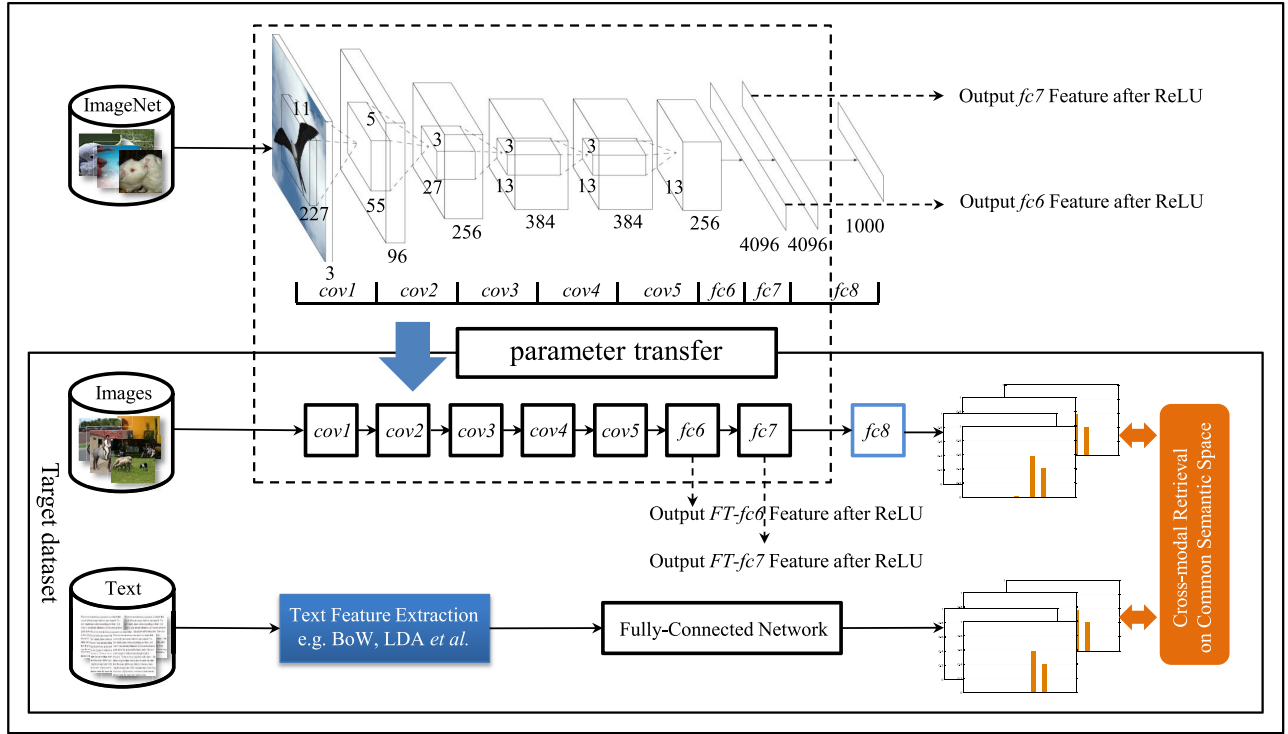 ImageNet
11
5
3
3
3
227
55
27
13
13
13
3
96
256
384
384
256
4096
4096
1000
Output fc7 Feature after ReLU
Output fc6 Feature after ReLU
cov1
cov2
cov3
cov4
cov5
fc6
fc7
fc8
parameter transfer
Target dataset
Images
cov1
cov2
cov3
cov4
cov5
fc6
fc7
fc8
Output FT-fc6 Feature after ReLU
Output FT-fc7 Feature after ReLU
Text
Text Feature Extraction
e.g. BoW, LDA et al.
Fully-Connected Network
Cross-modal Retrieval
on Common Semantic Space